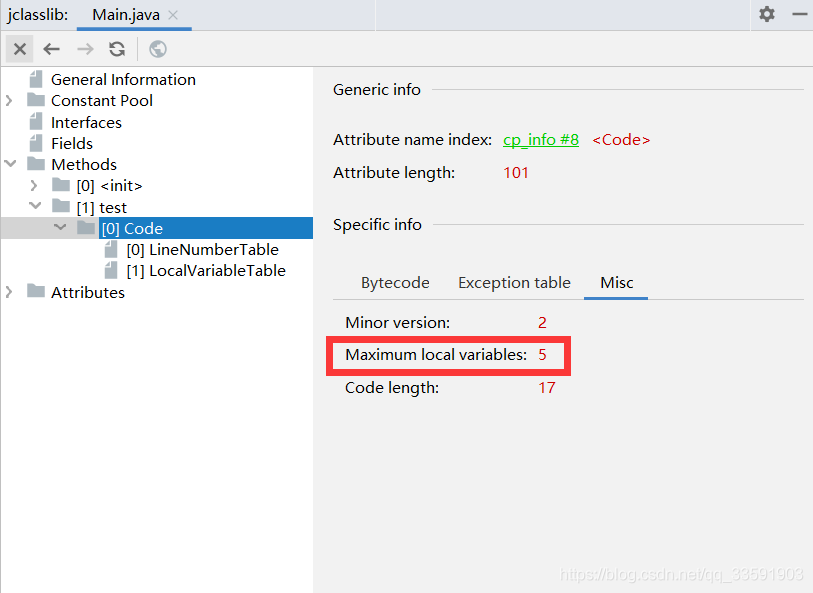 jclasslib: Main.java
General Information
Constant Pool
Interfaces
Fields
Methods
[0] <init>
[1] test
[0] Code
[0] LineNumberTable
[1] LocalVariableTable
Attributes
Generic info
Attribute name index: cp_info #8 <Code>
Attribute length: 101
Specific info
Bytecode Exception table Misc
Minor version: 2
Maximum local variables: 5
Code length: 17
https://blog.csdn.net/qq_33591903